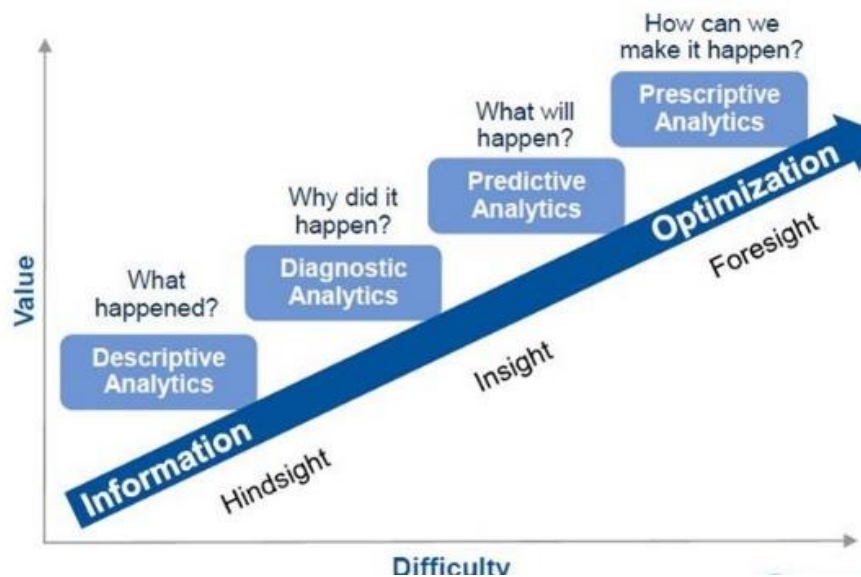 How can we
make it happen?
Prescriptive
Analytics
What will
happen?
Predictive
Analytics
Why did it
happen?
Diagnostic
Analytics
What
happened?
Descriptive
Analytics
Value
Information
Optimization
Hindsight
Insight
Foresight
Difficulty